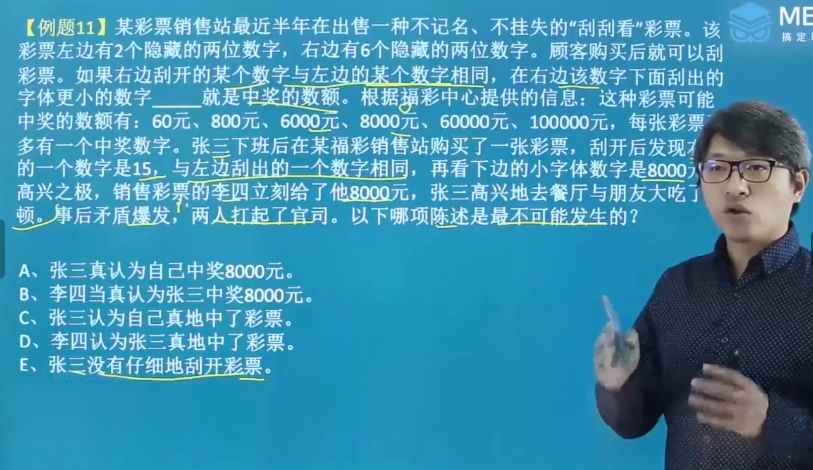 【例题11】某彩票销售站最近半年在出售一种不记名、不挂失的“刮刮看”彩票。该
彩票左边有2个隐藏的两位数字，右边有6个隐藏的两位数字。顾客购买后就可以刮
彩票。如果右边刮开的某个数字与左边的某个数字相同，在右边该数字下面刮出的
字体更小的数字____就是中奖的数额。根据福彩中心提供的信息：这种彩票可能
中奖的数额有：60元、800元、6000元、8000元、60000元、100000元，每张彩票
多有一个中奖数字。张三下班后在某福彩销售站购买了一张彩票，刮开后发现
的一个数字是15，与左边刮出的一个数字相同，再看下边的小字体数字是8000
高兴之极，销售彩票的李四立刻给了他8000元，张三高兴地去餐厅与朋友大吃了
顿。事后矛盾爆发，两人打起了官司。以下哪项陈述是最不可能发生的？
A、张三真认为自己中奖8000元。
B、李四当真认为张三中奖8000元。
C、张三认为自己真地中了彩票。
D、李四认为张三真地中了彩票。
E、张三没有仔细地刮开彩票。
ME
搞定